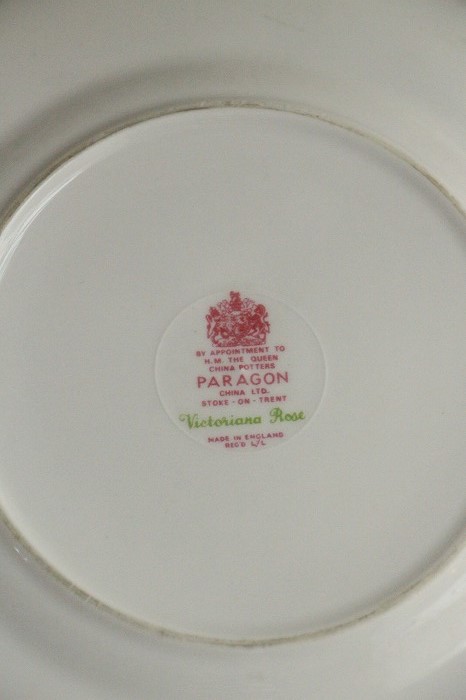 BY APPOINTMENT TO
H.M. THE QUEEN
CHINA POTTERS
PARAGON
CHINA LTD.
STOKE-ON-TRENT
Victoriana Rose
MADE IN ENGLAND
REG'D L/L